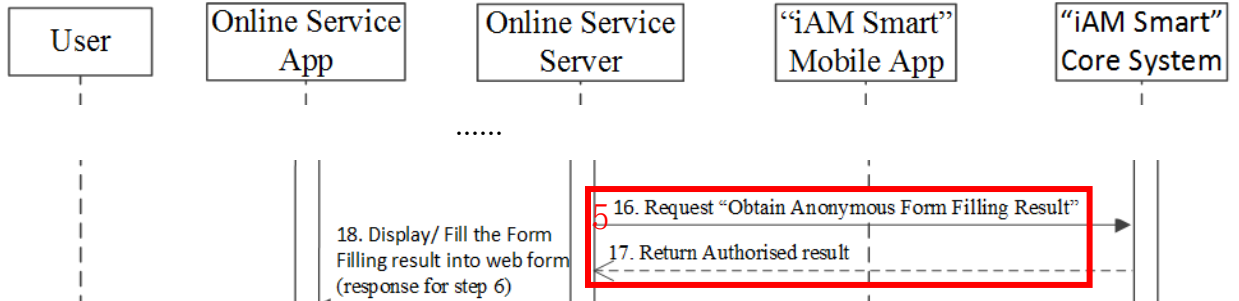 User
Online Service
App
Online Service
Server
“iAM Smart”
Mobile App
“iAM Smart”
Core System
......
5
16. Request “Obtain Anonymous Form Filling Result”
17. Return Authorised result
18. Display/ Fill the Form
Filling result into web form
(response for step 6)